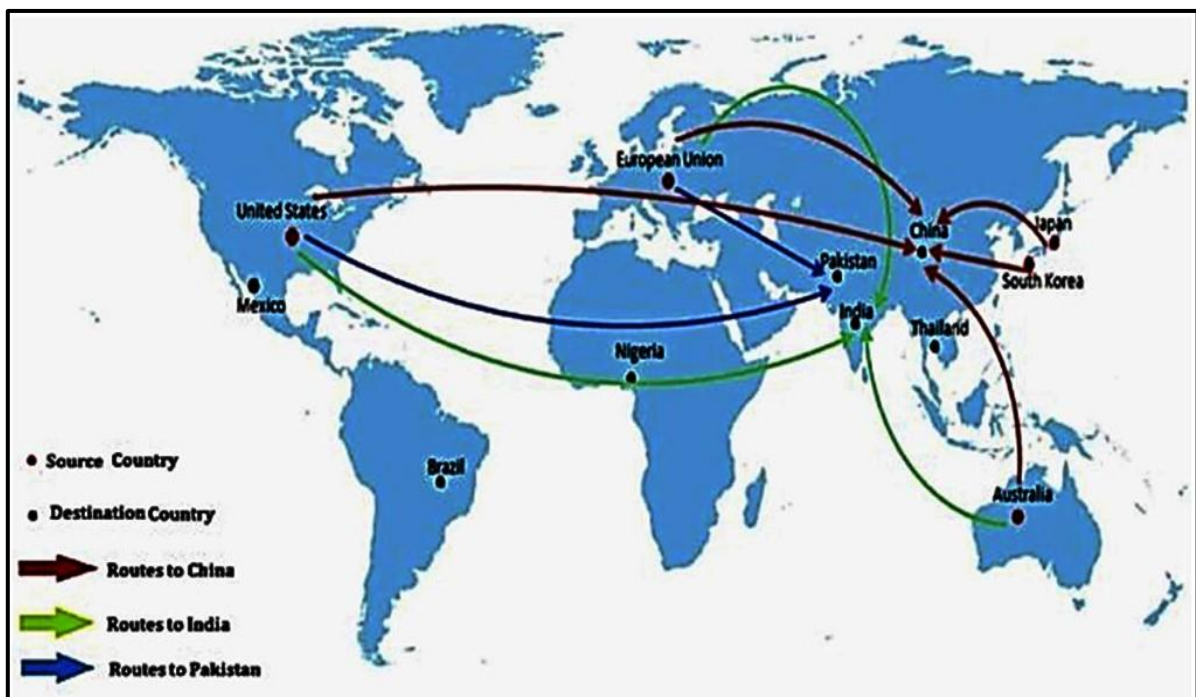 European Union
United States
Japan
China
Pakistan
South Korea
Mexico
India
Thailand
Nigeria
Source Country
Brazil
Australia
Destination Country
Routes to China
Routes to India
Routes to Pakistan